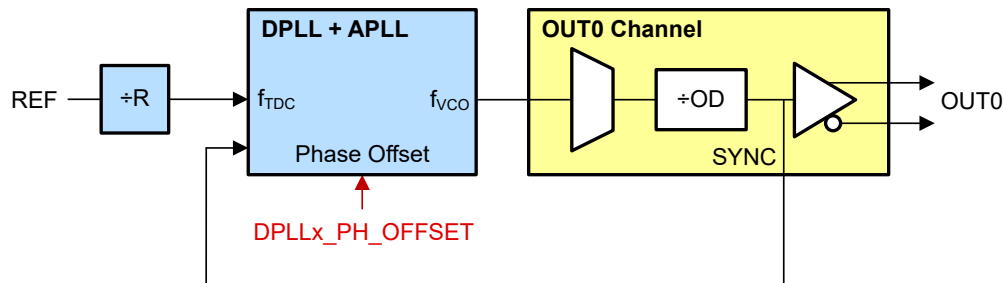 DPLL + APLL
OUT0 Channel
REF
÷R
fTDC
fVCO
÷OD
OUT0
Phase Offset
SYNC
DPLLx_PH_OFFSET